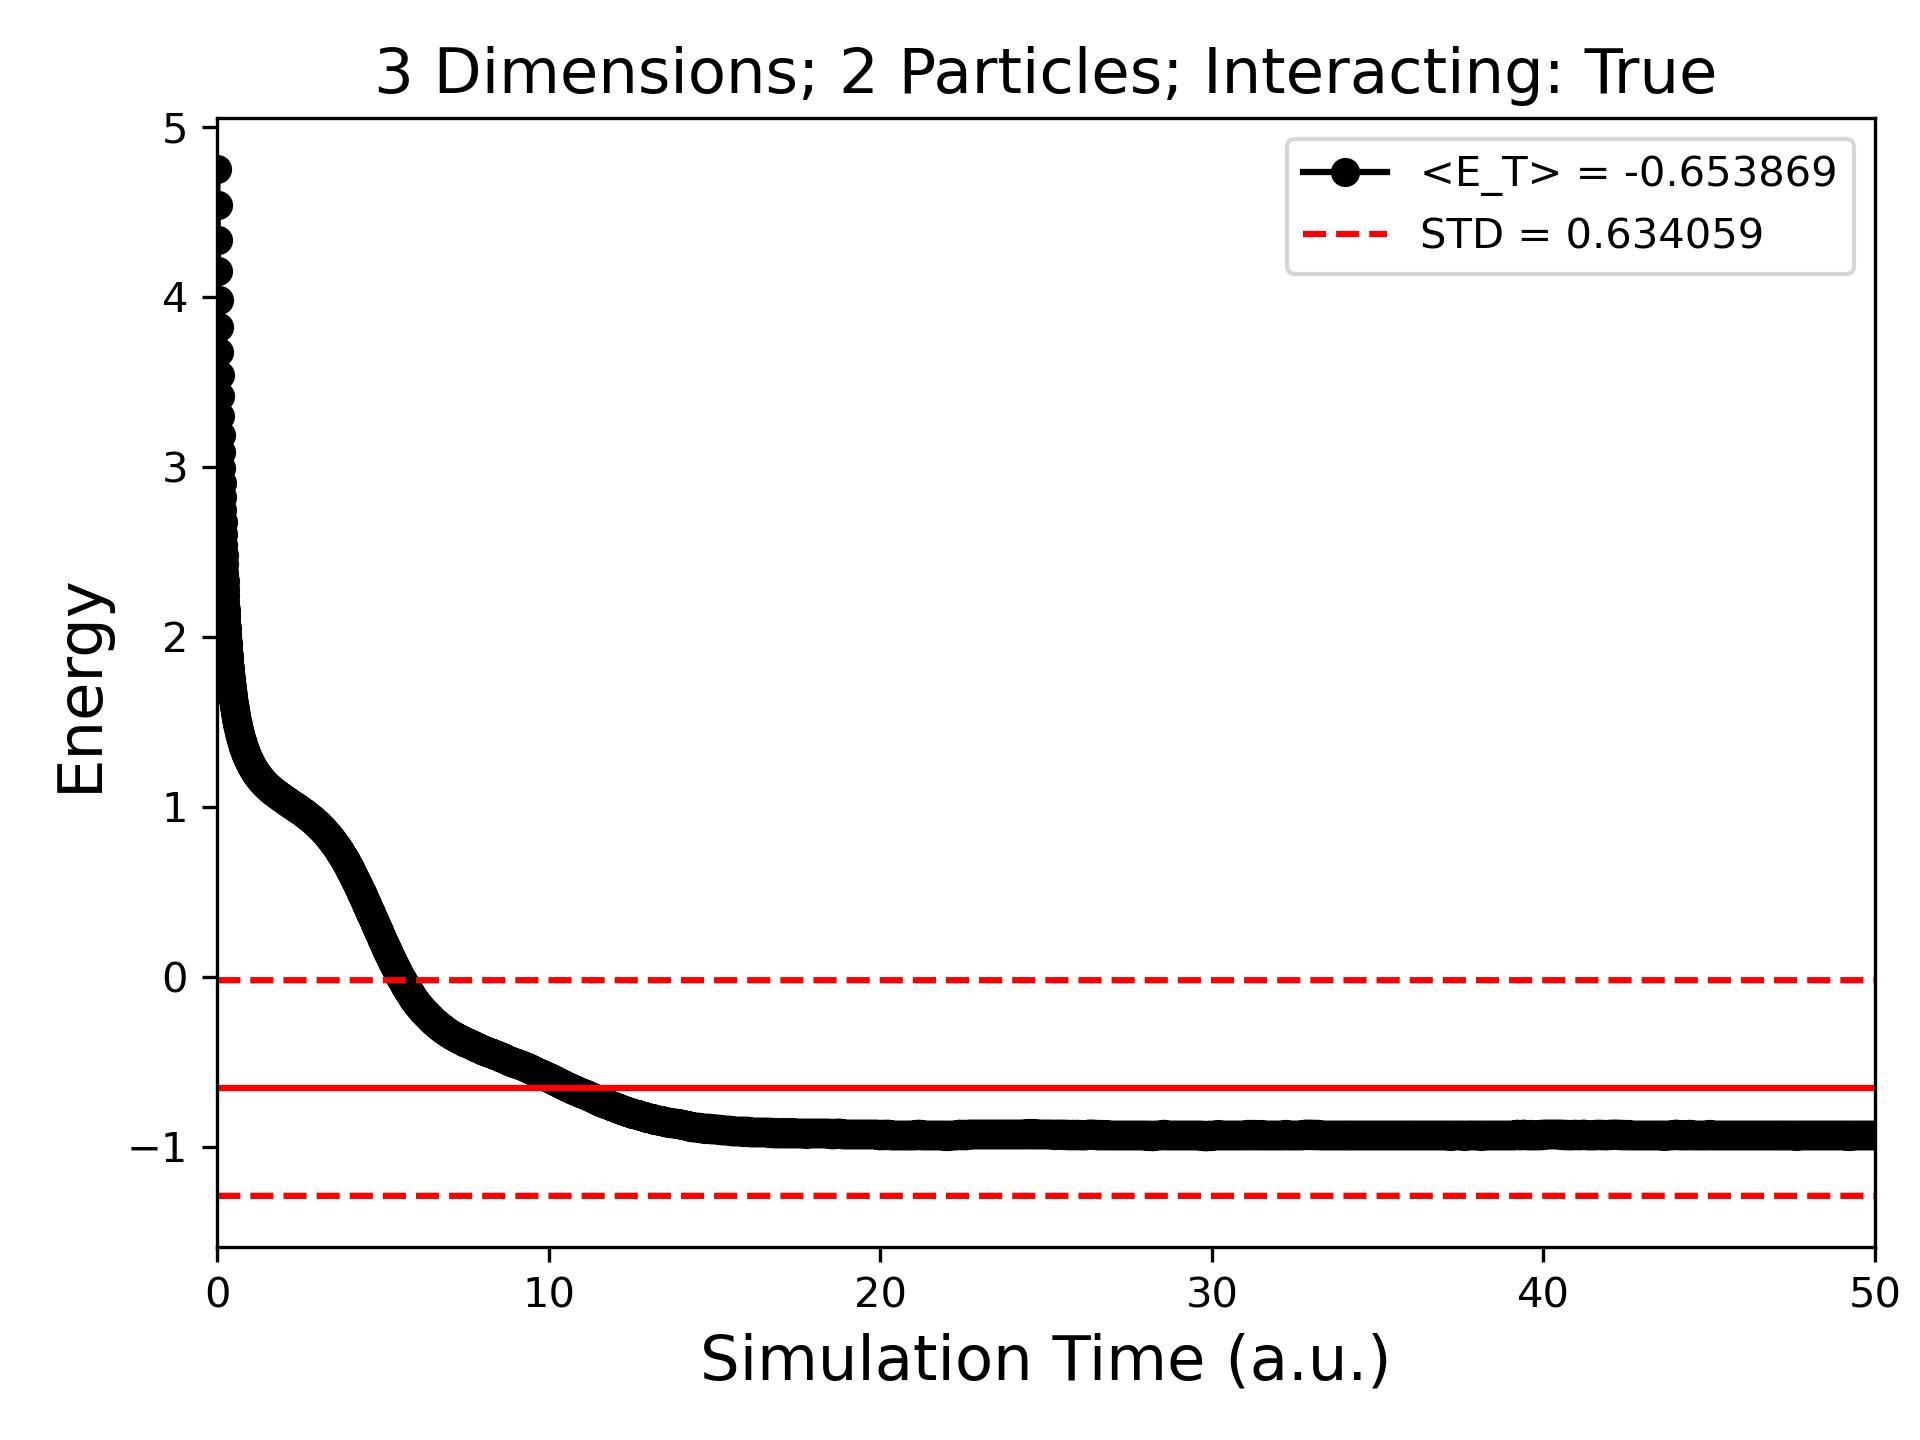 3 Dimensions; 2 Particles; Interacting: True
<E_T> = -0.653869
STD = 0.634059
Energy
5
4
3
2
1
0
−1
0 10 20 30 40 50
Simulation Time (a.u.)